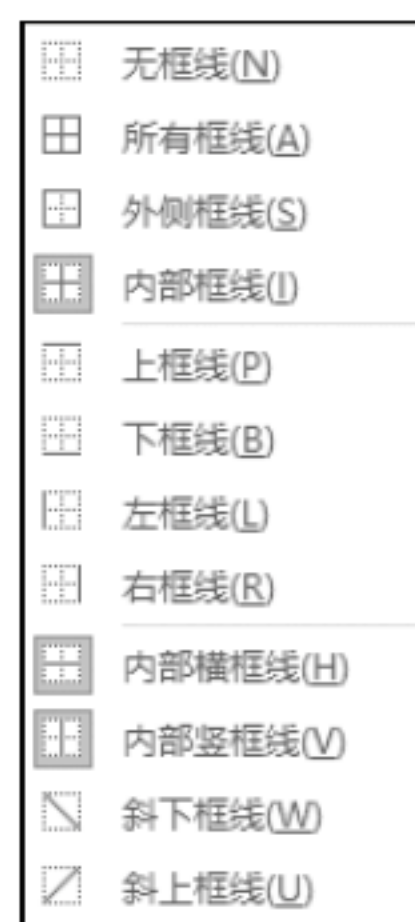 无框线(N)
所有框线(A)
外侧框线(S)
内部框线(I)
上框线(P)
下框线(B)
左框线(L)
右框线(R)
内部横框线(H)
内部竖框线(V)
斜下框线(W)
斜上框线(U)